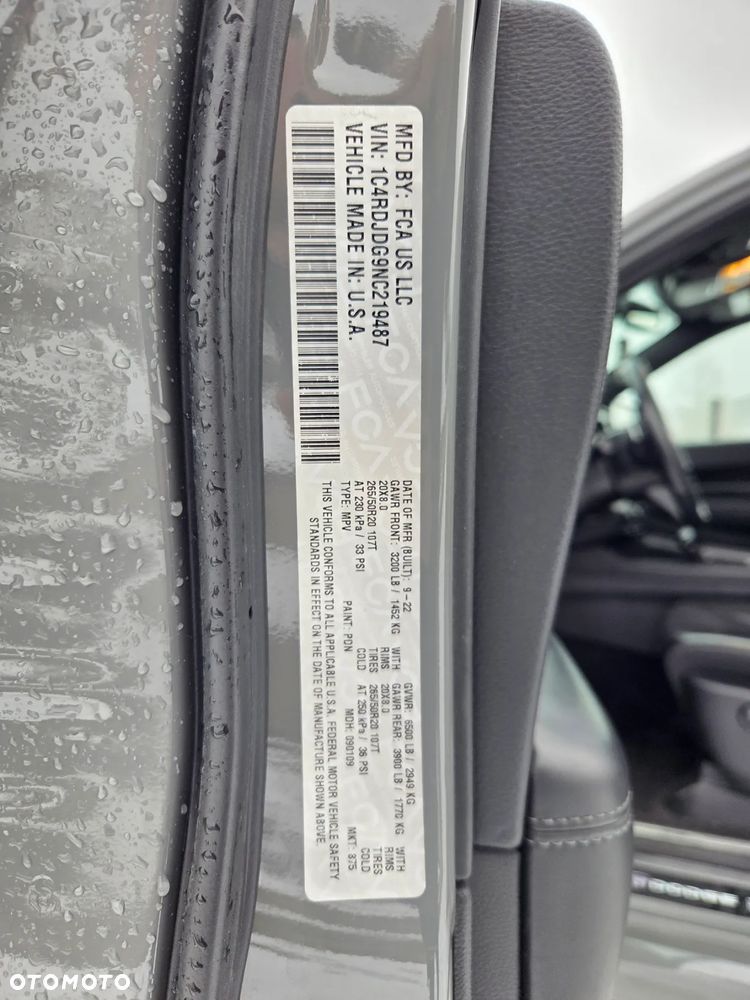 MFD BY: FCA US LLC
VIN: 1C4RDJDG9NC219487
VEHICLE MADE IN: U.S.A.
DATE OF MFR (BUILT): 9-22 GVWR: 6500 LB / 2949 KG
GAWR FRONT: 3200 LB / 1452 KG WITH GAWR REAR: 3900 LB / 1770 KG WITH
20X8.0 RIMS 20X8.0 RIMS
265/50R20 107T TIRES 265/50R20 107T TIRES
AT 230 kPa / 33 PSI COLD AT 250 kPa / 36 PSI COLD
TYPE: MPV PAINT: PDN MDH: 090109 MKT: 875
THIS VEHICLE CONFORMS TO ALL APPLICABLE U.S.A. FEDERAL MOTOR VEHICLE SAFETY
STANDARDS IN EFFECT ON THE DATE OF MANUFACTURE SHOWN ABOVE.
OTOMOTO